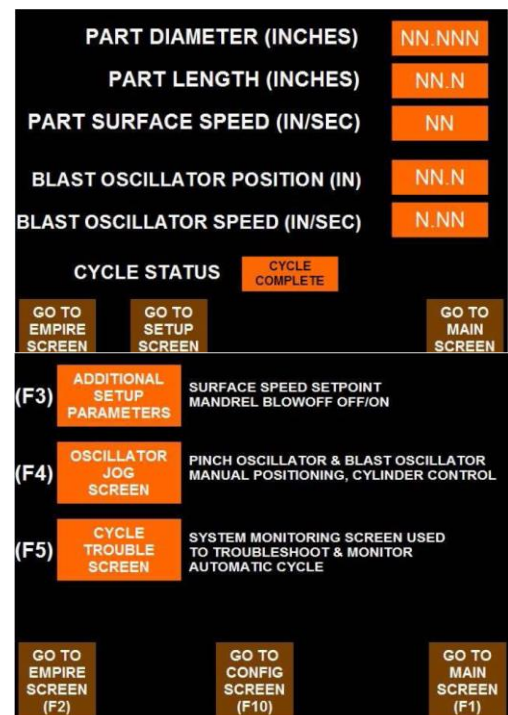 PART DIAMETER (INCHES) NN.NNN
PART LENGTH (INCHES) NN.N
PART SURFACE SPEED (IN/SEC) NN
BLAST OSCILLATOR POSITION (IN) NN.N
BLAST OSCILLATOR SPEED (IN/SEC) N.NN
CYCLE STATUS
CYCLE
COMPLETE
GO TO
EMPIRE
SCREEN
GO TO
SETUP
SCREEN
GO TO
MAIN
SCREEN
(F3)
ADDITIONAL
SETUP
PARAMETERS
SURFACE SPEED SETPOINT
MANDREL BLOWOFF OFF/ON
(F4)
OSCILLATOR
JOG
SCREEN
PINCH OSCILLATOR & BLAST OSCILLATOR
MANUAL POSITIONING, CYLINDER CONTROL
(F5)
CYCLE
TROUBLE
SCREEN
SYSTEM MONITORING SCREEN USED
TO TROUBLESHOOT & MONITOR
AUTOMATIC CYCLE
GO TO
EMPIRE
SCREEN
(F2)
GO TO
CONFIG
SCREEN
(F10)
GO TO
MAIN
SCREEN
(F1)